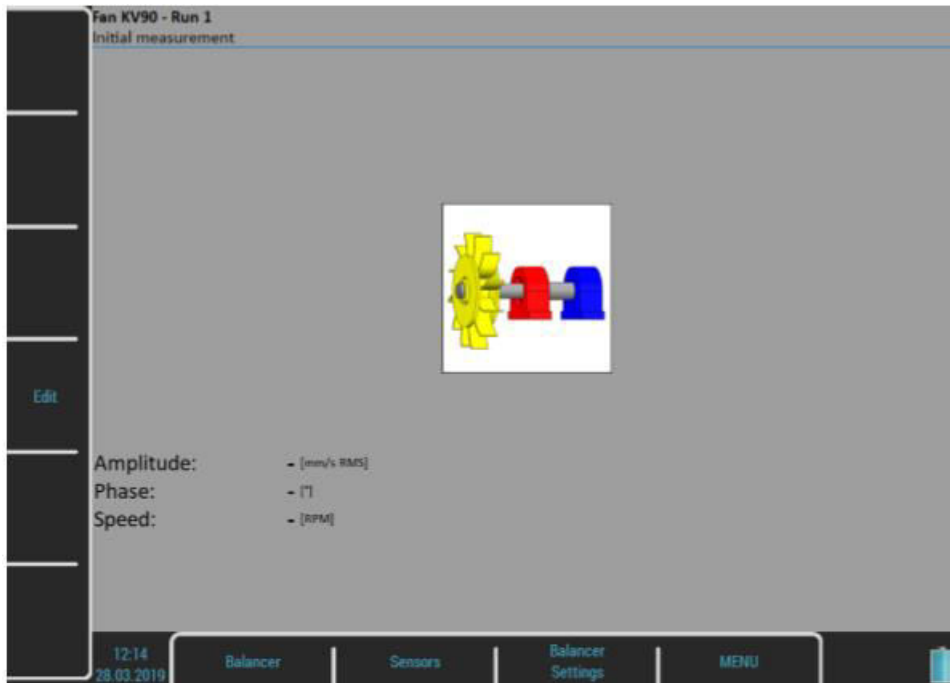 Fan KV90 - Run 1
Initial measurement
Edit
Amplitude: - [mm/s RMS]
Phase: - [°]
Speed: - [RPM]
12:14
28.03.2019
Balancer
Sensors
Balancer
Settings
MENU